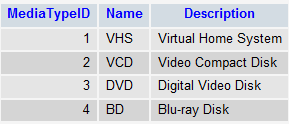 MediaTypeID Name Description
1 VHS Virtual Home System
2 VCD Video Compact Disk
3 DVD Digital Video Disk
4 BD Blu-ray Disk